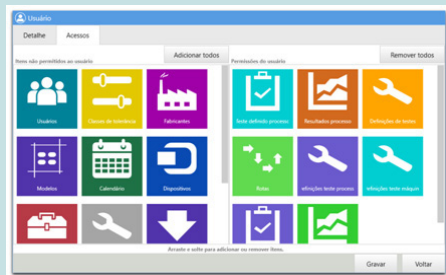 Usuário
Detalhe
Acessos
Itens não permitidos ao usuário
Adicionar todos
Permissões do usuário
Remover todos
Usuários
Classes de tolerância
Fabricantes
Teste definido processo
Resultados processo
Definições de testes
Modelos
Calendário
Dispositivos
Rotas
efinições teste processo
efinições teste máquin
Arraste e solte para adicionar ou remover itens.
Gravar
Voltar